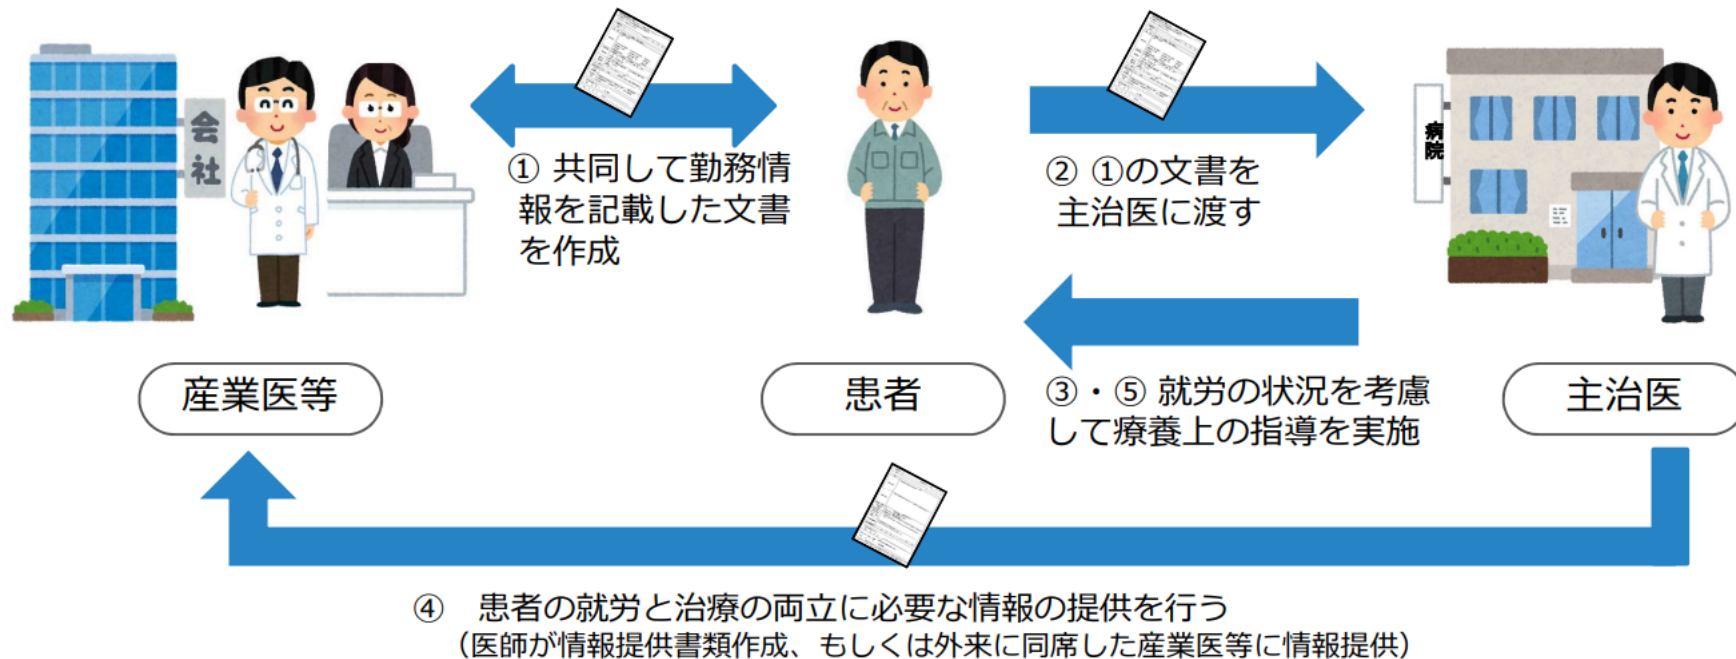 会社
① 共同して勤務情
報を記載した文書
を作成
② ①の文書を
主治医に渡す
病院
③・⑤ 就労の状況を考慮
して療養上の指導を実施
産業医等
患者
主治医
④ 患者の就労と治療の両立に必要な情報の提供を行う
(医師が情報提供書類作成、もしくは外来に同席した産業医等に情報提供)